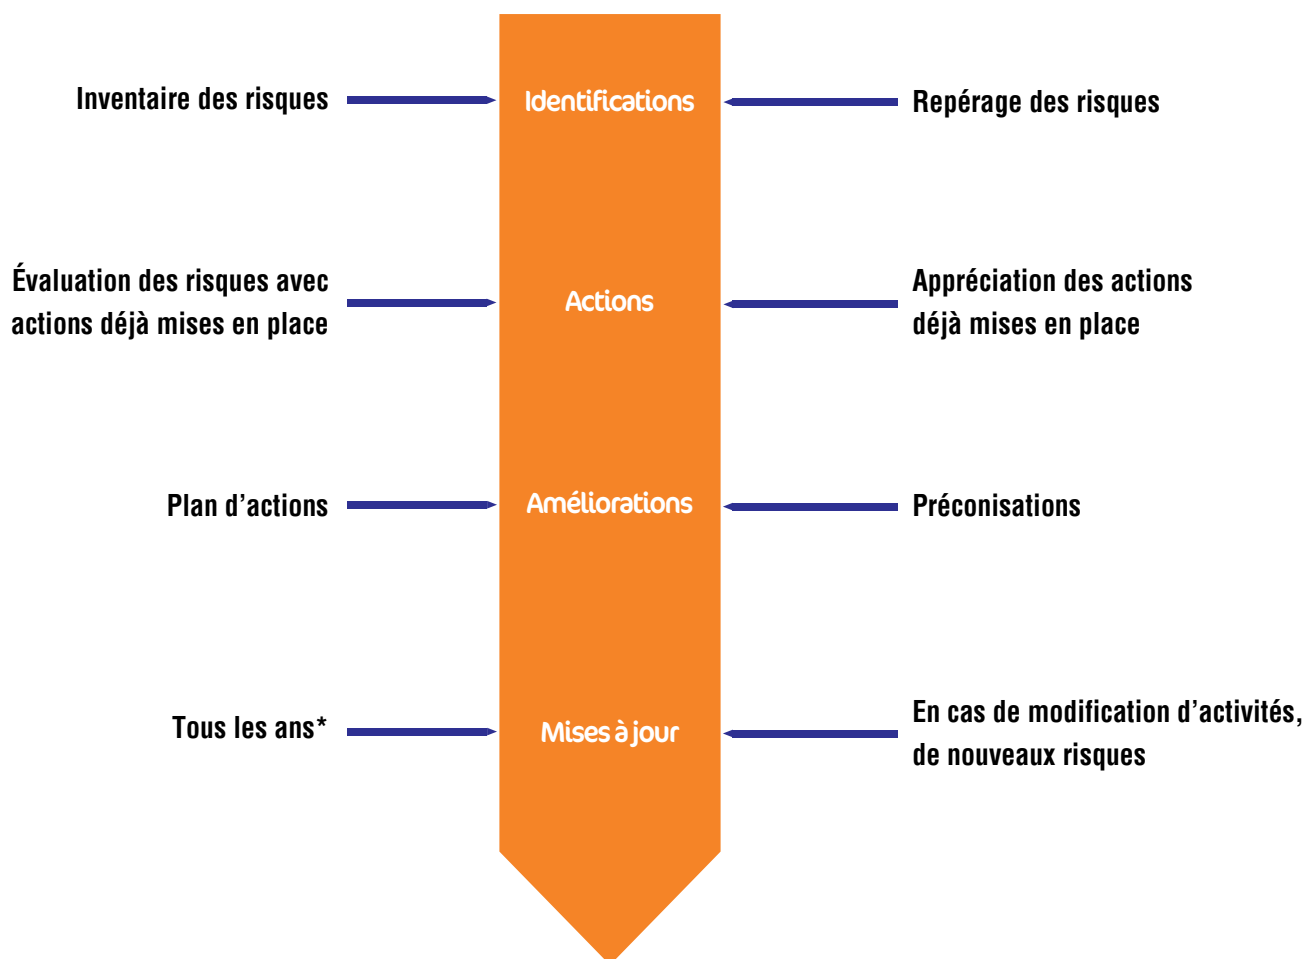 Inventaire des risques
Identifications
Repérage des risques
Évaluation des risques avec
actions déjà mises en place
Actions
Appréciation des actions
déjà mises en place
Plan d’actions
Améliorations
Préconisations
Tous les ans*
Mises à jour
En cas de modification d’activités,
de nouveaux risques